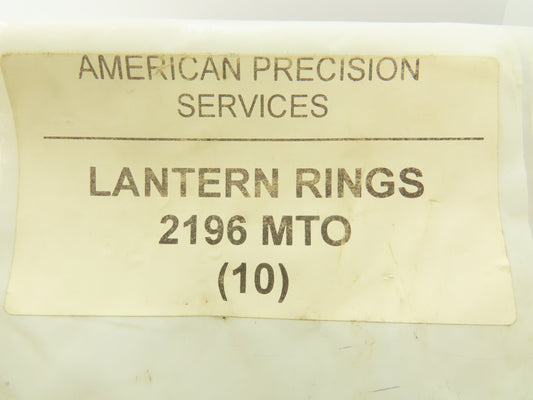 AMERICAN PRECISION
SERVICES
LANTERN RINGS
2196 MTO
(10)